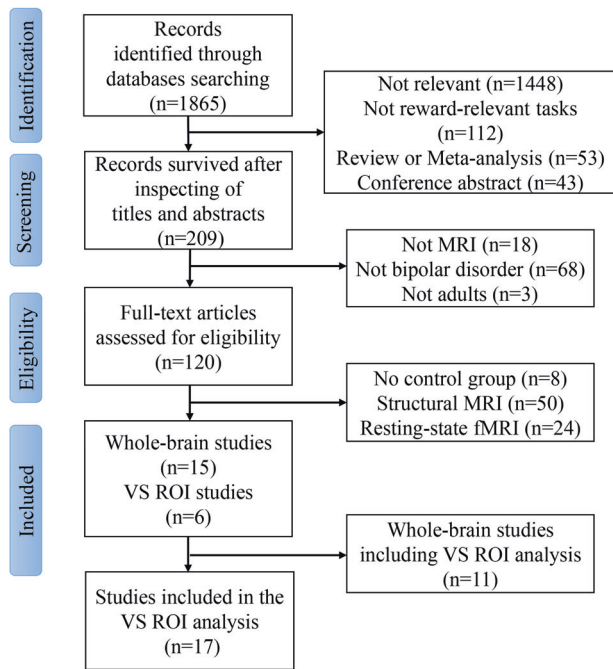 Identification
Records
identified through
databases searching
(n=1865)
Not relevant (n=1448)
Not reward-relevant tasks
(n=112)
Review or Meta-analysis (n=53)
Conference abstract (n=43)
Screening
Records survived after
inspecting of
titles and abstracts
(n=209)
Not MRI (n=18)
Not bipolar disorder (n=68)
Not adults (n=3)
Eligibility
Full-text articles
assessed for eligibility
(n=120)
No control group (n=8)
Structural MRI (n=50)
Resting-state fMRI (n=24)
Included
Whole-brain studies
(n=15)
VS ROI studies
(n=6)
Whole-brain studies
including VS ROI analysis
(n=11)
Studies included in the
VS ROI analysis
(n=17)